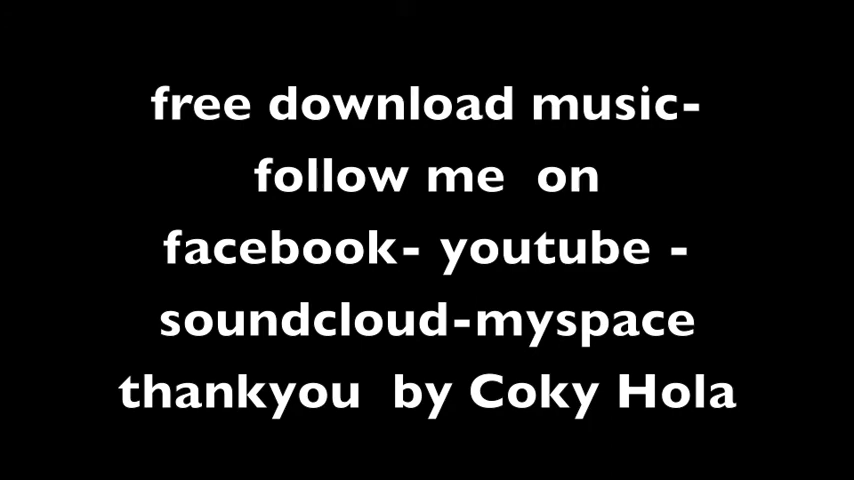 free download music-
follow me  on
facebook- youtube -
soundcloud-myspace
thankyou  by Coky Hola